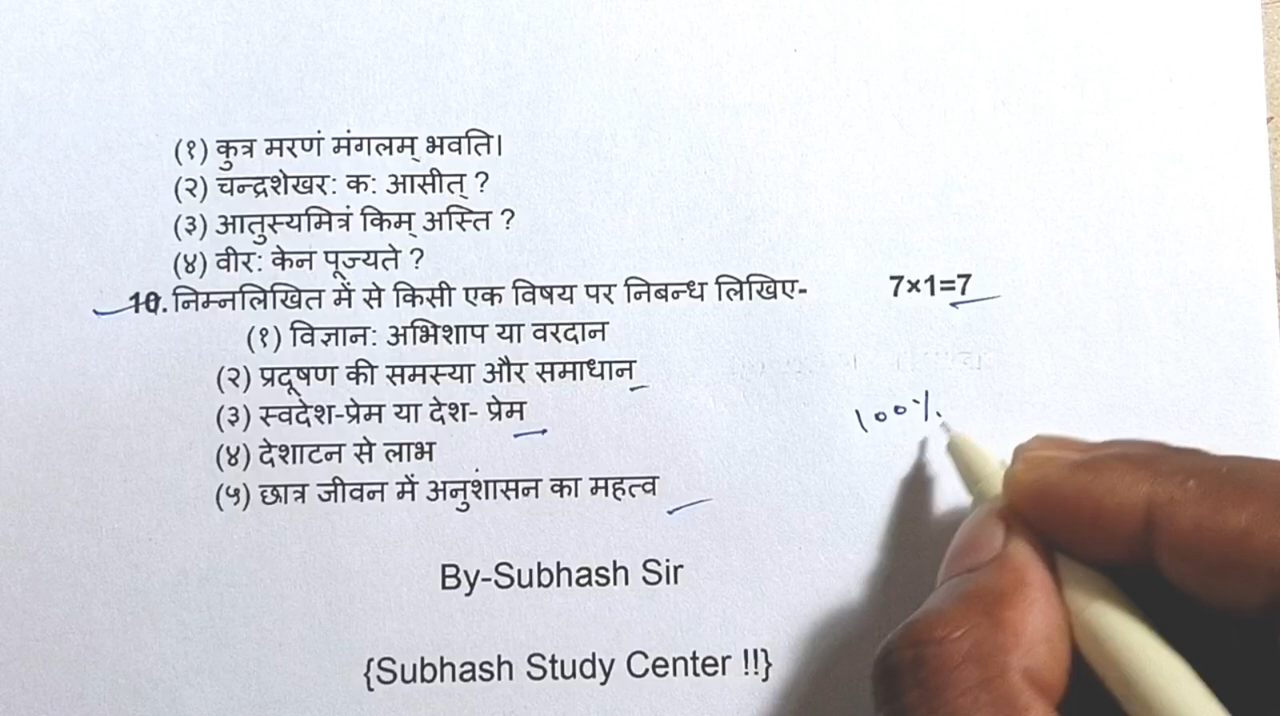 (१) कुत्र मरणं मंगलम् भवति।
(२) चन्द्रशेखर: क: आसीत् ?
(३) आतुस्यमित्रं किम् अस्ति ?
(४) वीर: केन पूज्यते ?
10. निम्नलिखित में से किसी एक विषय पर निबन्ध लिखिए- 7×1=7
(१) विज्ञान: अभिशाप या वरदान
(२) प्रदूषण की समस्या और समाधान
(३) स्वदेश-प्रेम या देश- प्रेम
100%
(४) देशाटन से लाभ
(५) छात्र जीवन में अनुंशासन का महत्व
By-Subhash Sir
{Subhash Study Center !!}